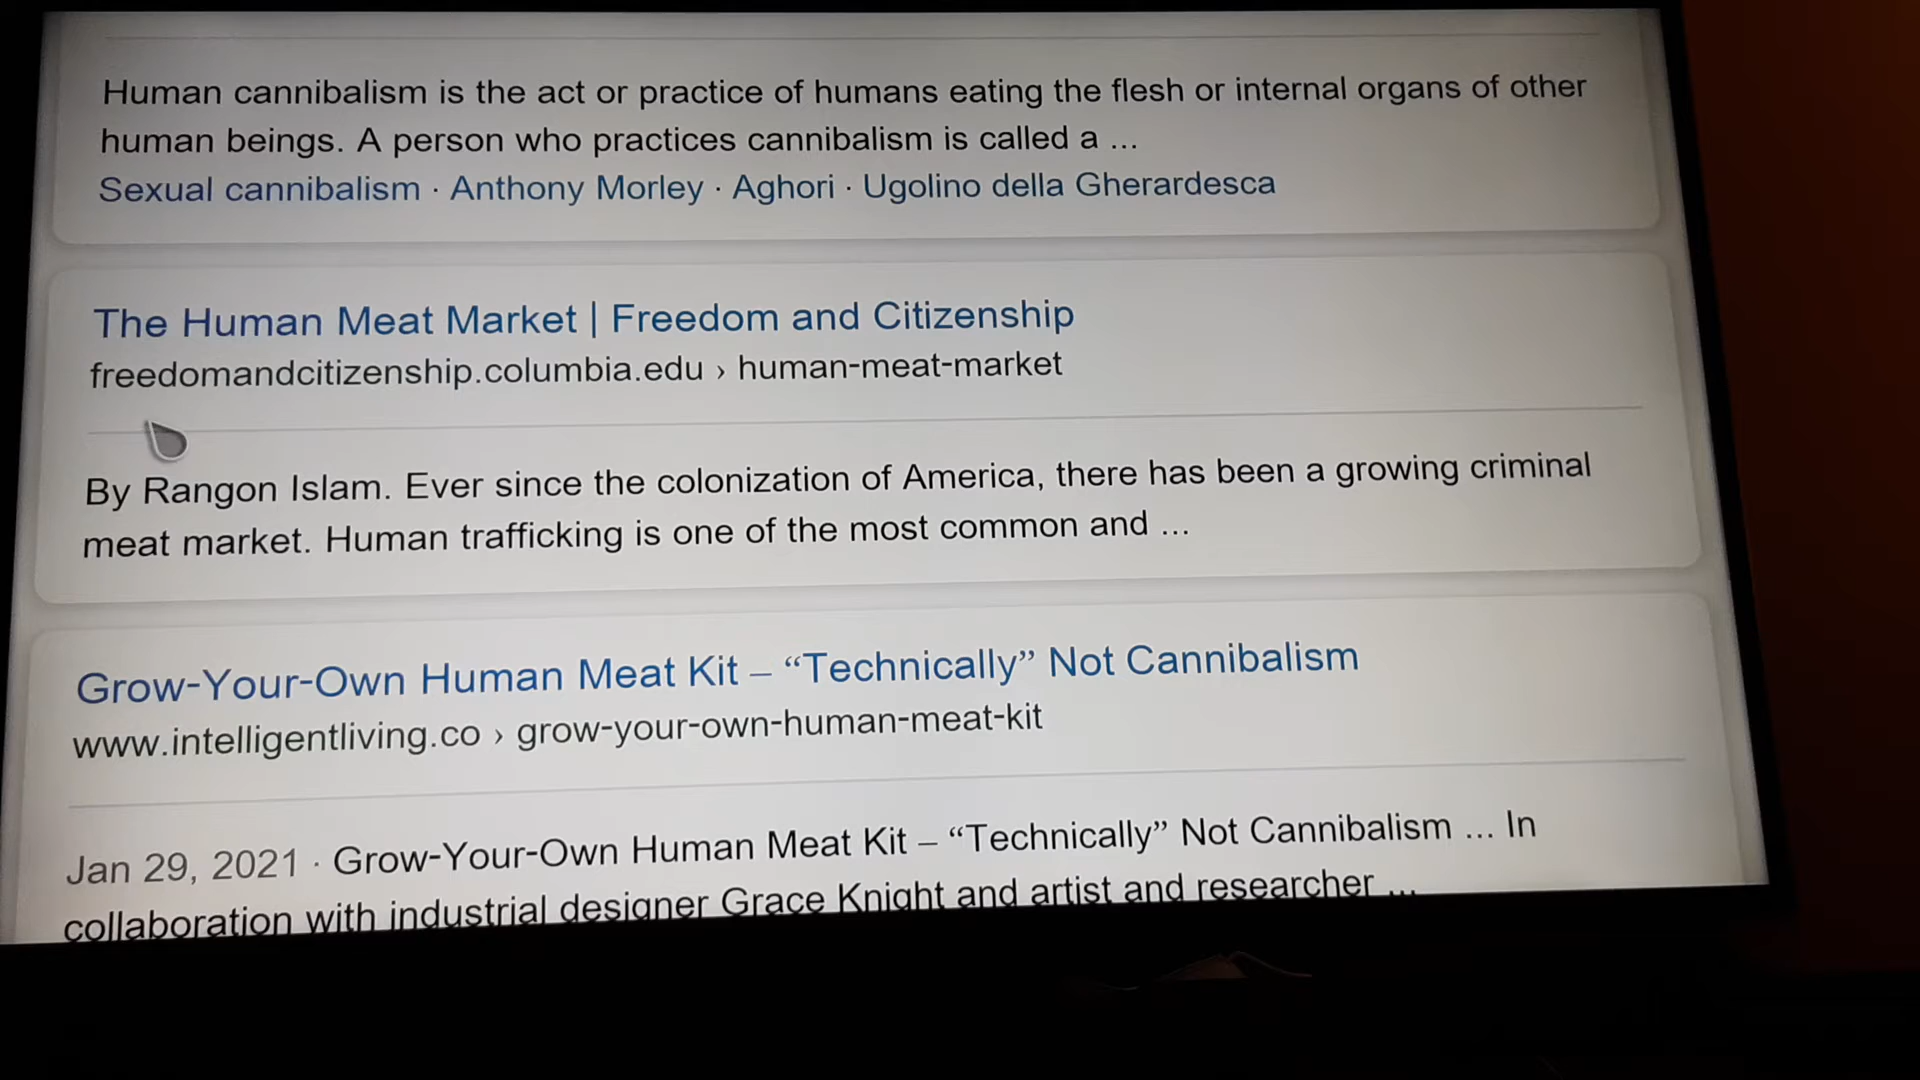 Human cannibalism is the act or practice of humans eating the flesh or internal organs of other
human beings. A person who practices cannibalism is called a ...
Sexual cannibalism · Anthony Morley · Aghori · Ugolino della Gherardesca
The Human Meat Market | Freedom and Citizenship
freedomandcitizenship.columbia.edu › human-meat-market
By Rangon Islam. Ever since the colonization of America, there has been a growing criminal
meat market. Human trafficking is one of the most common and ...
Grow-Your-Own Human Meat Kit – “Technically” Not Cannibalism
www.intelligentliving.co › grow-your-own-human-meat-kit
Jan 29, 2021 · Grow-Your-Own Human Meat Kit – “Technically” Not Cannibalism ... In
collaboration with industrial designer Grace Knight and artist and researcher ...